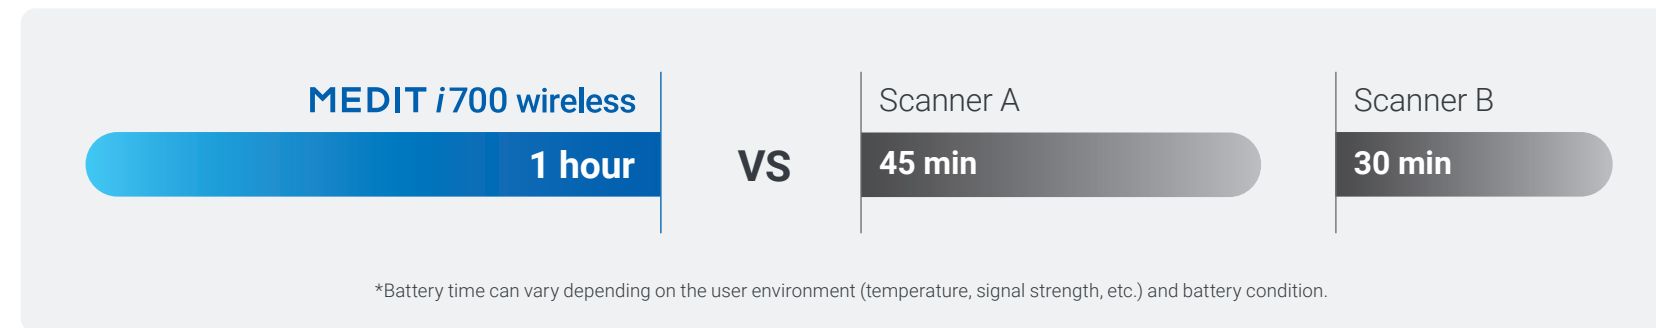 MEDIT i700 wireless
1 hour
VS
Scanner A
45 min
Scanner B
30 min
*Battery time can vary depending on the user environment (temperature, signal strength, etc.) and battery condition.